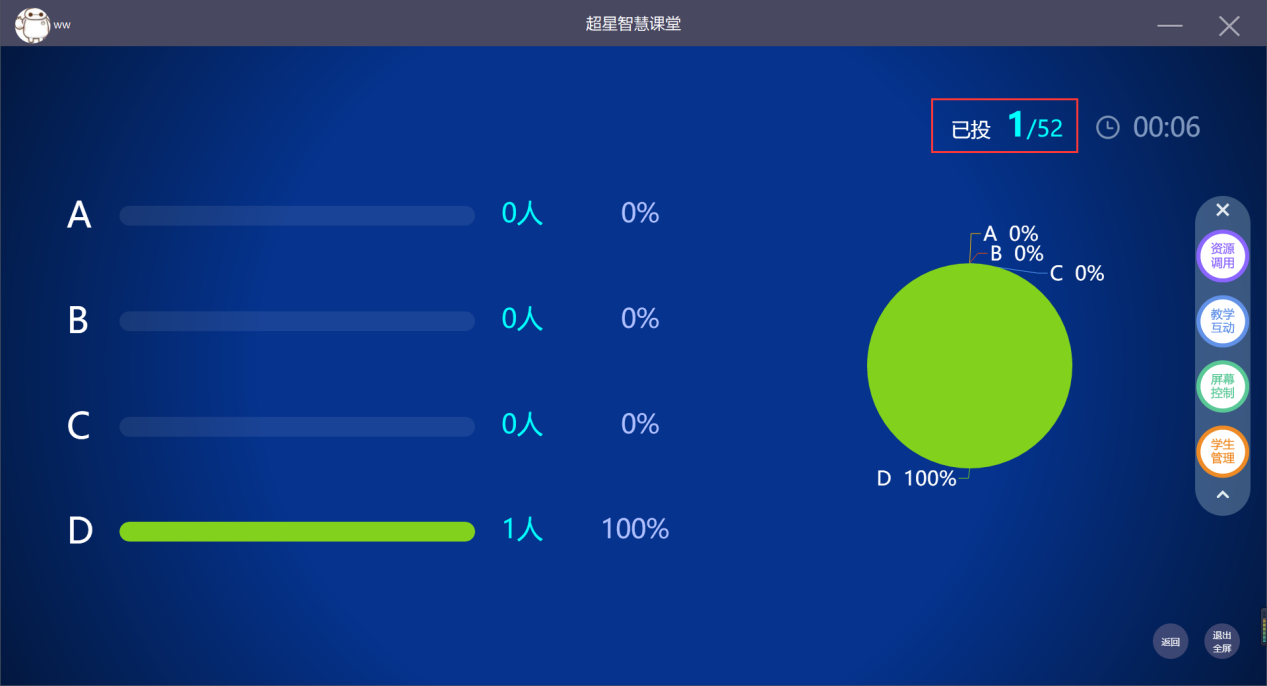 ww
超星智慧课堂
已投 1/52
00:06
A 0人 0%
B 0人 0%
C 0人 0%
D 1人 100%
A 0%
B 0%
C 0%
D 100%
资源
调用
教学
互动
屏幕
控制
学生
管理
返回
退出
全屏